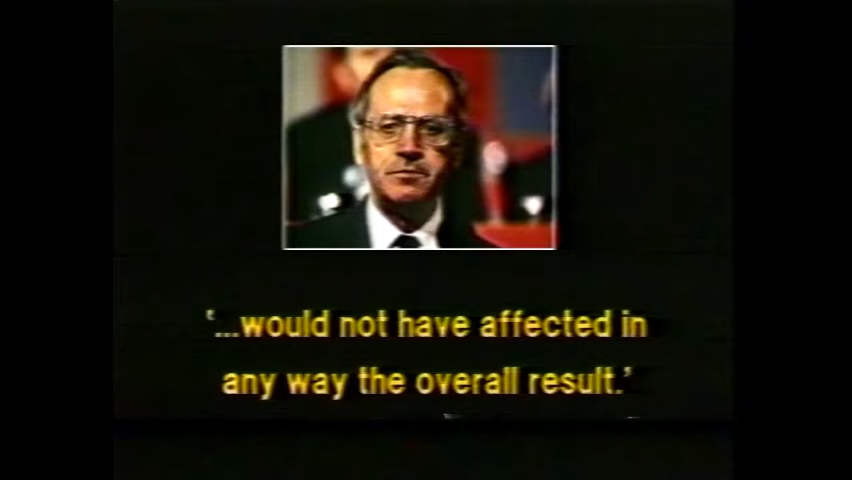 ‘...would not have affected in
any way the overall result.’